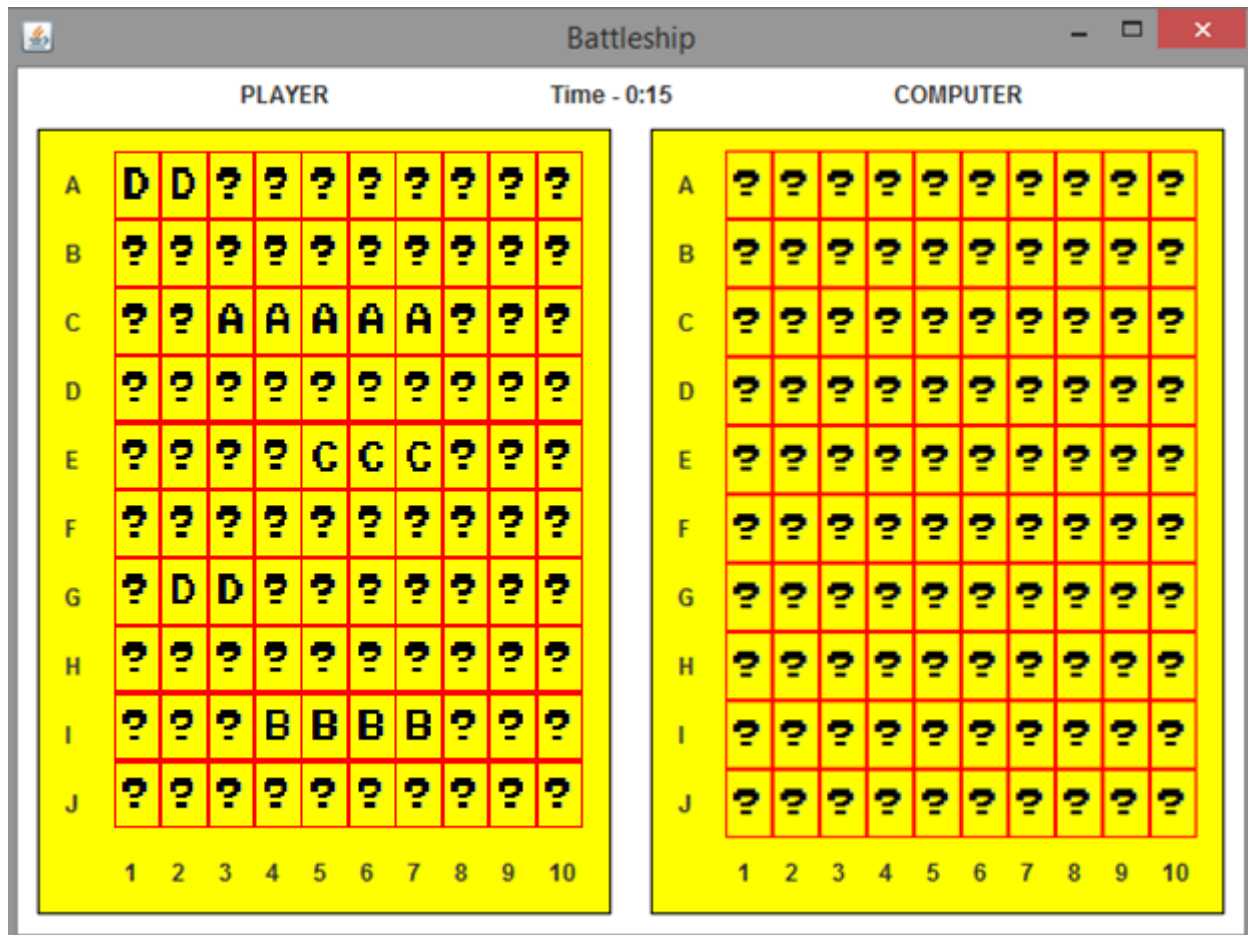 Battleship
PLAYER Time - 0:15 COMPUTER
A D D ? ? ? ? ? ? ? ? A ? ? ? ? ? ? ? ? ? ?
B ? ? ? ? ? ? ? ? ? ? B ? ? ? ? ? ? ? ? ? ?
C ? ? A A A A A ? ? ? C ? ? ? ? ? ? ? ? ? ?
D ? ? ? ? ? ? ? ? ? ? D ? ? ? ? ? ? ? ? ? ?
E ? ? ? ? C C C ? ? ? E ? ? ? ? ? ? ? ? ? ?
F ? ? ? ? ? ? ? ? ? ? F ? ? ? ? ? ? ? ? ? ?
G ? D D ? ? ? ? ? ? ? G ? ? ? ? ? ? ? ? ? ?
H ? ? ? ? ? ? ? ? ? ? H ? ? ? ? ? ? ? ? ? ?
I ? ? ? B B B B ? ? ? I ? ? ? ? ? ? ? ? ? ?
J ? ? ? ? ? ? ? ? ? ? J ? ? ? ? ? ? ? ? ? ?
1 2 3 4 5 6 7 8 9 10 1 2 3 4 5 6 7 8 9 10